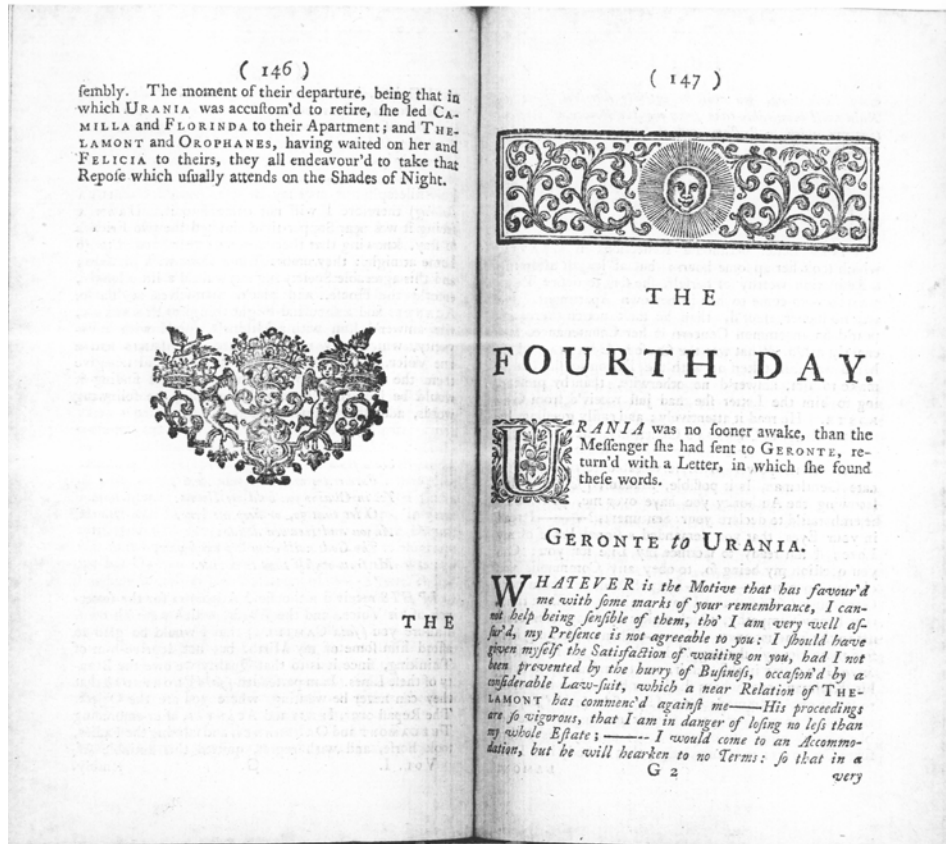 ( 146 )
ſembly. The moment of their departure, being that in
which URANIA was accuſtom'd to retire, ſhe led CA-
MILLA and FLORINDA to their Apartment; and THE-
LAMONT and OROPHANES, having waited on her and
FELICIA to theirs, they all endeavour'd to take that
Repoſe which uſually attends on the Shades of Night.
THE
( 147 )
THE
FOURTH DAY.
URANIA was no ſooner awake, than the
Meſſenger ſhe had ſent to GERONTE, re-
turn'd with a Letter, in which ſhe found
theſe words.
GERONTE to URANIA.
WHATEVER is the Motive that has favour'd
me with ſome marks of your remembrance, I can-
not help being ſenſible of them, tho' I am very well aſ-
ſur'd, my Preſence is not agreeable to you: I ſhould have
given myſelf the Satisfaction of waiting on you, had I not
been prevented by the hurry of Buſineſs, occaſion'd by a
conſiderable Law-ſuit, which a near Relation of THE-
LAMONT has commenc'd againſt me——His proceedings
are ſo vigorous, that I am in danger of loſing no leſs than
my whole Eſtate;——— I would come to an Accommo-
dation, but he will hearken to no Terms: ſo that in a
G 2
very